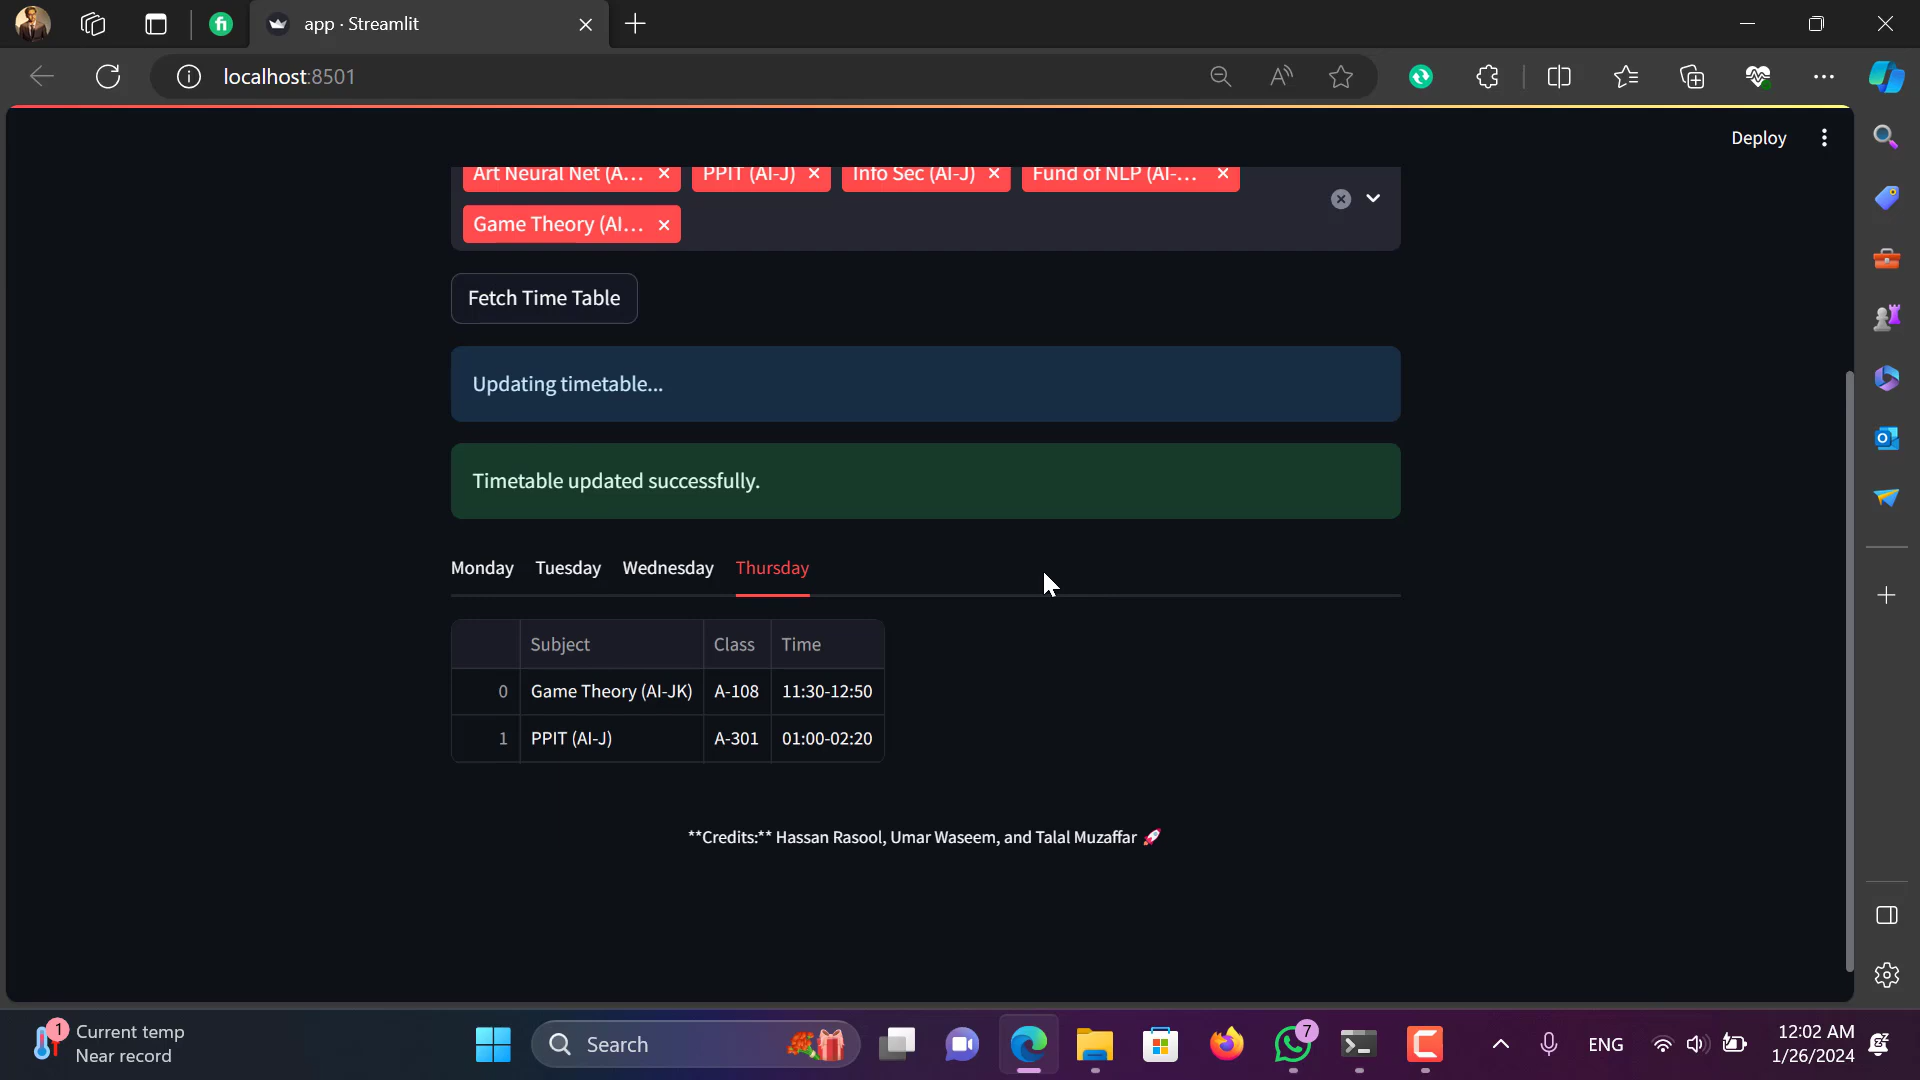 app · Streamlit
localhost:8501
Deploy
Art Neural Net (A... PPIT (AI-J) Info Sec (AI-J) Fund of NLP (AI-...
Game Theory (AI...
Fetch Time Table
Updating timetable...
Timetable updated successfully.
Monday Tuesday Wednesday Thursday
Subject Class Time
0 Game Theory (AI-JK) A-108 11:30-12:50
1 PPIT (AI-J) A-301 01:00-02:20
**Credits:** Hassan Rasool, Umar Waseem, and Talal Muzaffar 🚀
1 Current temp
Near record
Search
7
ENG
12:02 AM
1/26/2024